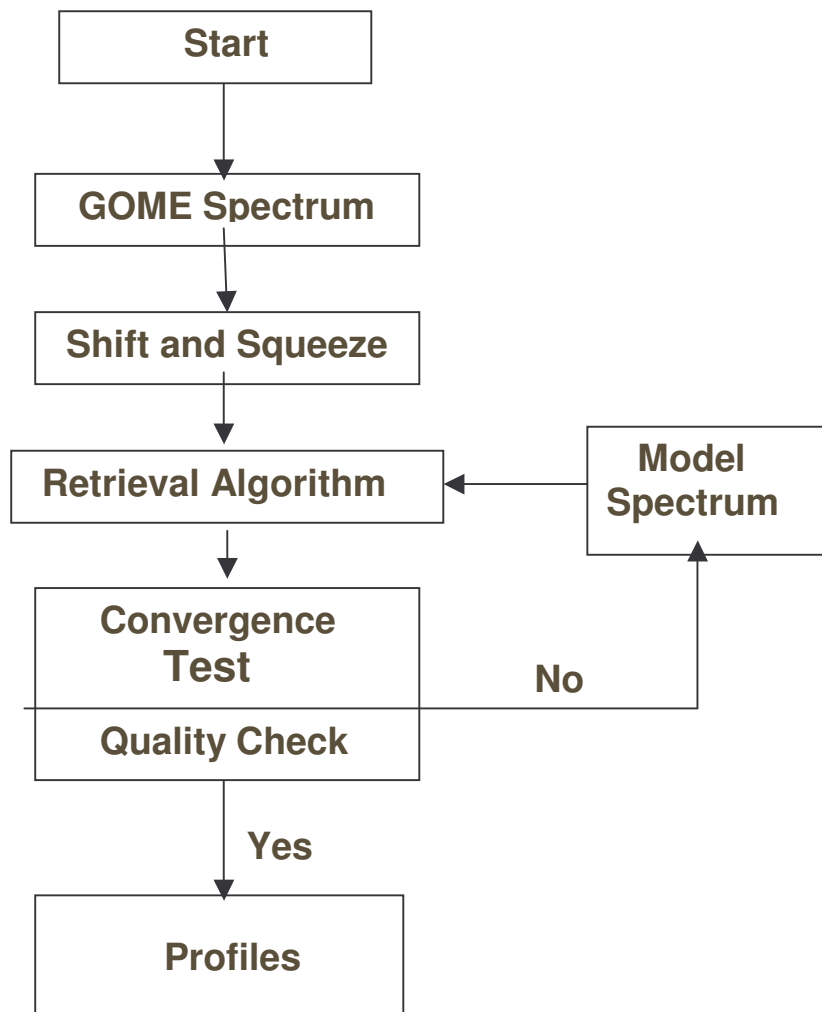 Start
GOME Spectrum
Shift and Squeeze
Retrieval Algorithm
Model
Spectrum
Convergence
Test
No
Quality Check
Yes
Profiles